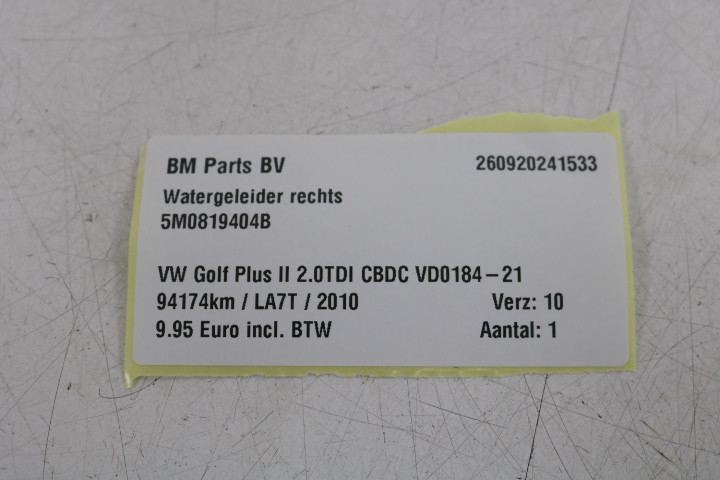 BM Parts BV 260920241533
Watergeleider rechts
5M0819404B
VW Golf Plus II 2.0TDI CBDC VD0184-21
94174km / LA7T / 2010 Verz: 10
9.95 Euro incl. BTW Aantal: 1